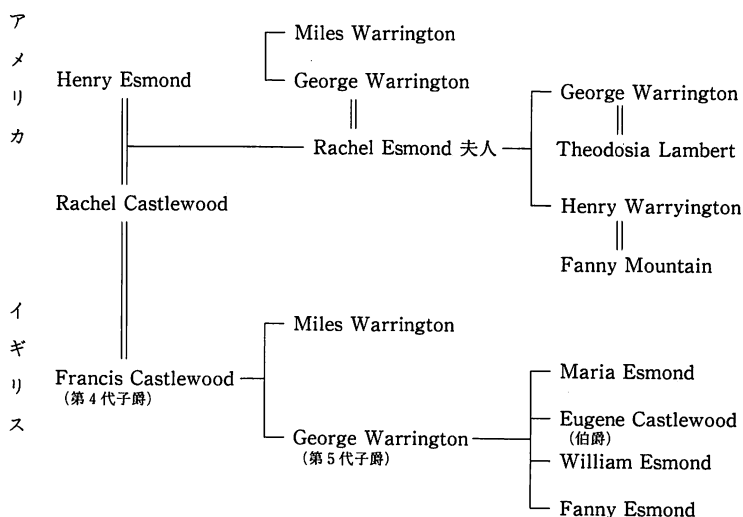 アメリカ
Miles Warrington
Henry Esmond
George Warrington
George Warrington
Rachel Esmond 夫人
Theodosia Lambert
Rachel Castlewood
Henry Warryington
Fanny Mountain
イギリス
Miles Warrington
Francis Castlewood
(第4代子爵)
Maria Esmond
Eugene Castlewood
(伯爵)
George Warrington
(第5代子爵)
William Esmond
Fanny Esmond